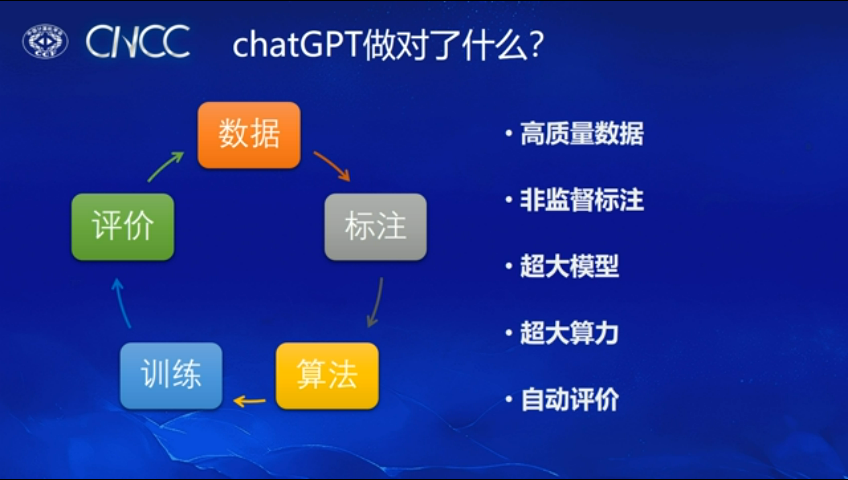 CNCC
chatGPT做对了什么?
数据
标注
算法
训练
评价
• 高质量数据
• 非监督标注
• 超大模型
• 超大算力
• 自动评价